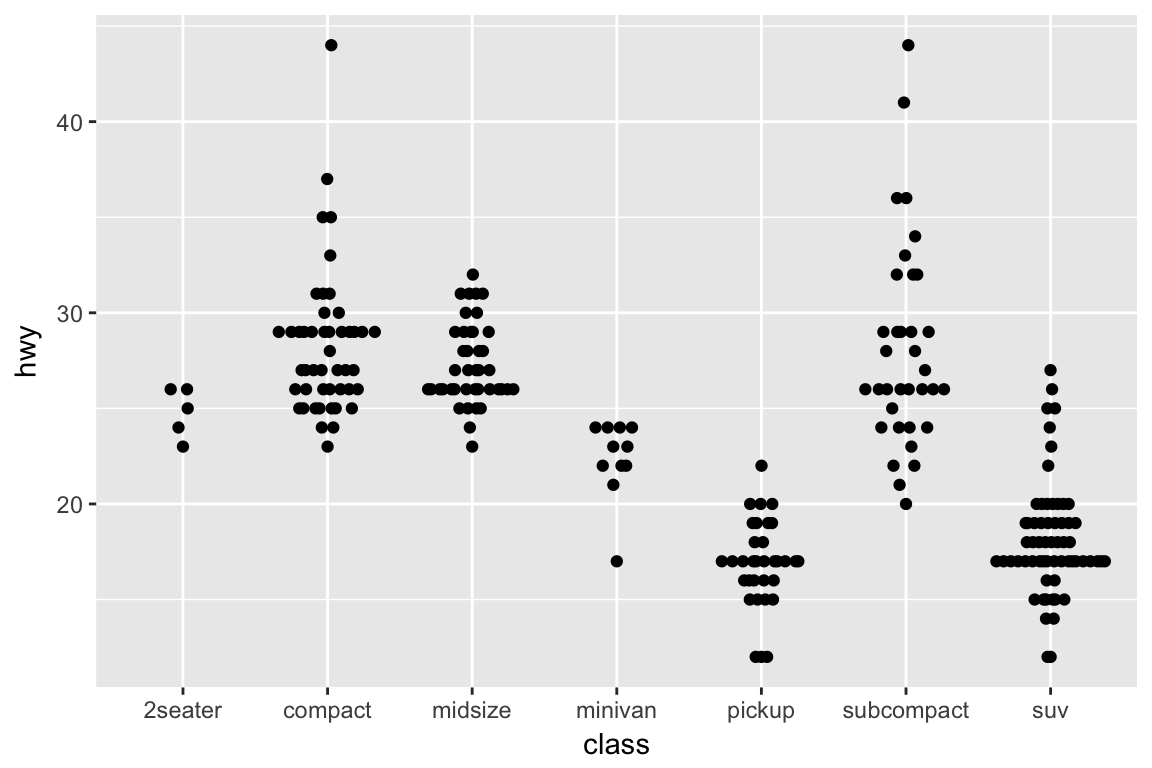 40
30
20
hwy
2seater compact midsize minivan pickup subcompact suv
class